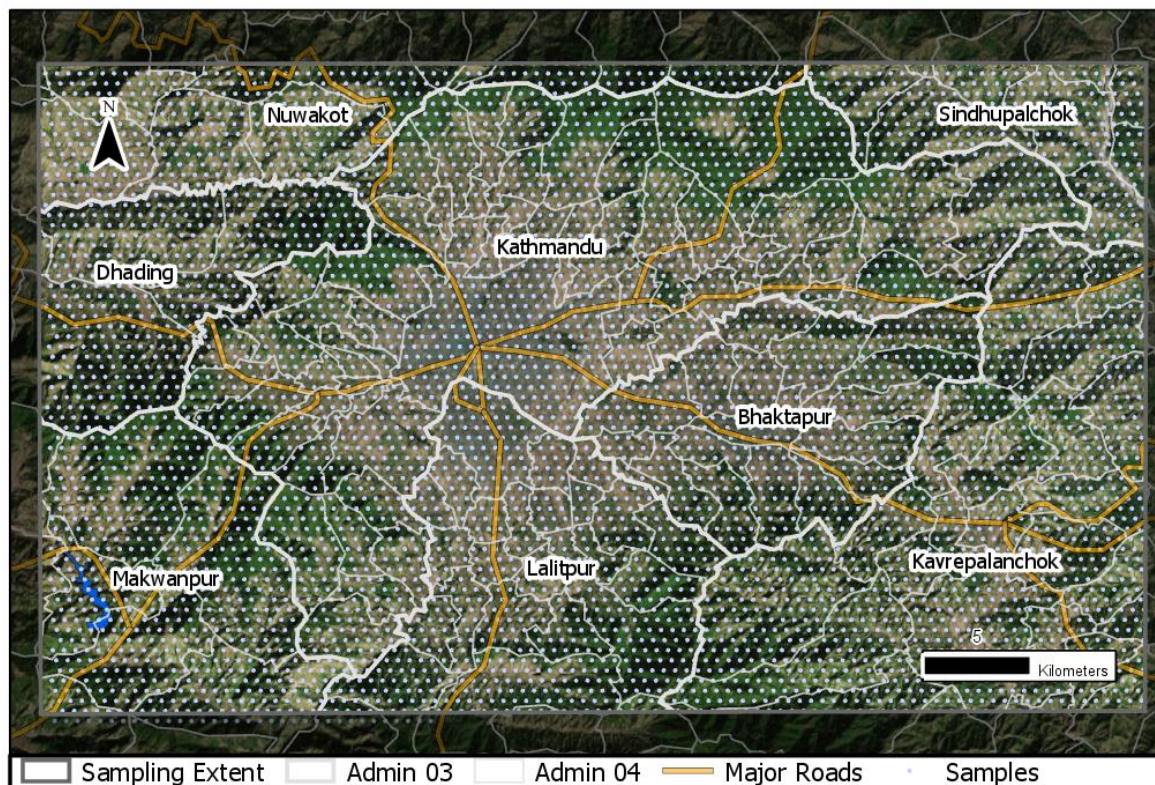 N
Nuwakot
Sindhupalchok
Kathmandu
Dhading
Bhaktapur
Kavrepalanchok
Makwanpur
Lalitpur
5
Kilometers
Sampling Extent
Admin 03
Admin 04
Major Roads
Samples